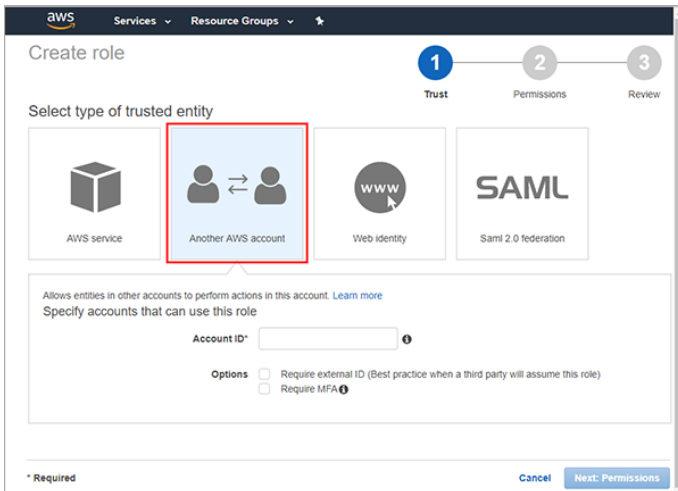 aws Services Resource Groups
Create role
1 2 3
Trust Permissions Review
Select type of trusted entity
www SAML
AWS service Another AWS account Web identity Saml 2.0 federation
Allows entities in other accounts to perform actions in this account. Learn more
Specify accounts that can use this role
Account ID*
Options Require external ID (Best practice when a third party will assume this role)
Require MFA
* Required Cancel Next: Permissions